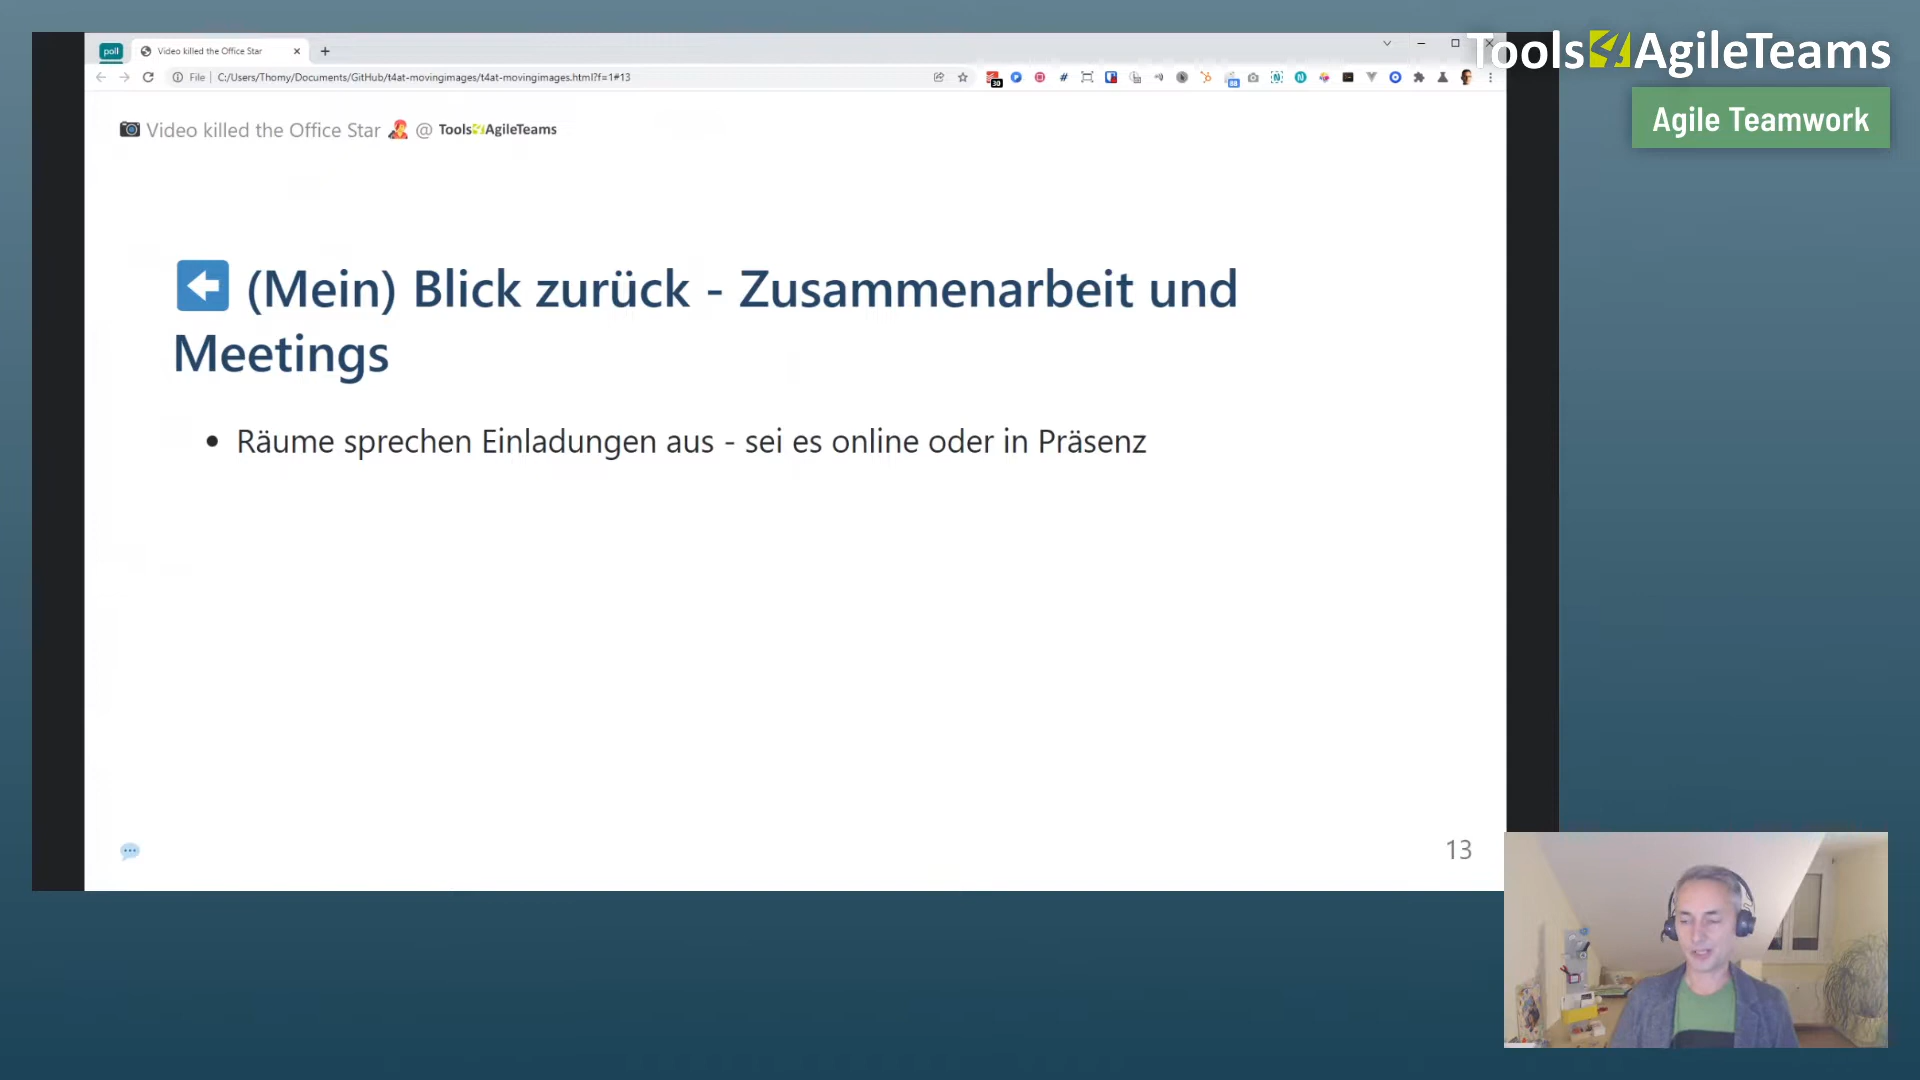 poll
Video killed the Office Star
File
C:/Users/Thomy/Documents/GitHub/t4at-movingimages/t4at-movingimages.html?f=1#13
30
88
Tools4AgileTeams
Agile Teamwork
Video killed the Office Star @ Tools4AgileTeams
(Mein) Blick zurück - Zusammenarbeit und
Meetings
• Räume sprechen Einladungen aus - sei es online oder in Präsenz
13